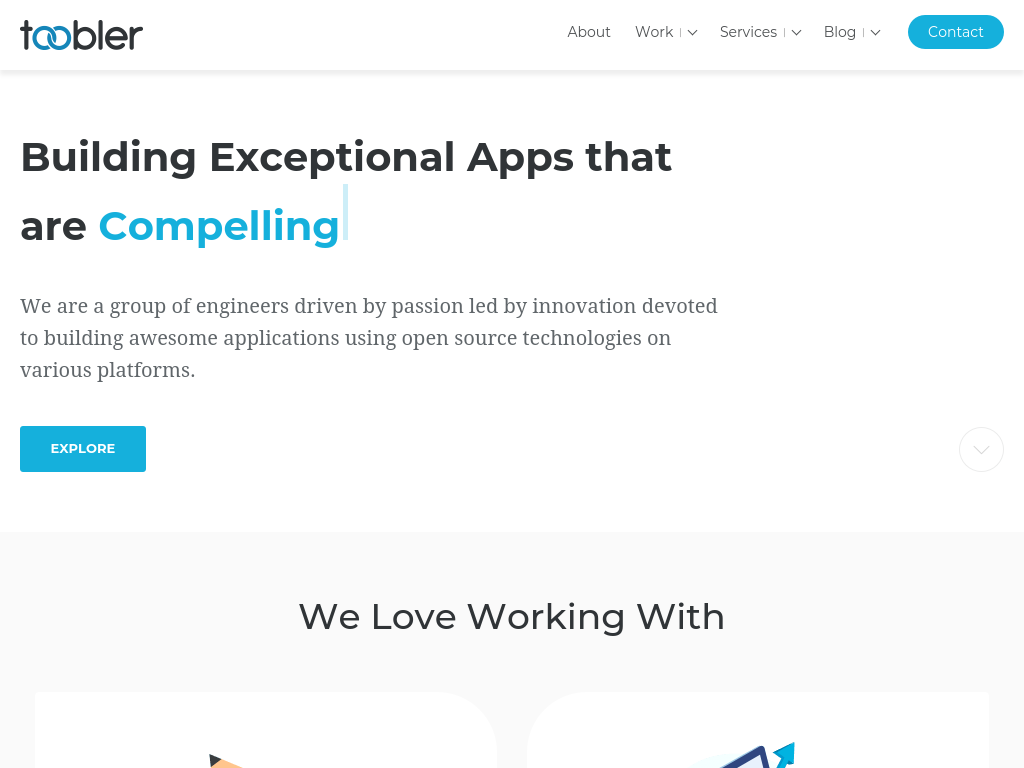 toobler
About Work Services Blog Contact
Building Exceptional Apps that
are Compelling
We are a group of engineers driven by passion led by innovation devoted
to building awesome applications using open source technologies on
various platforms.
EXPLORE
We Love Working With